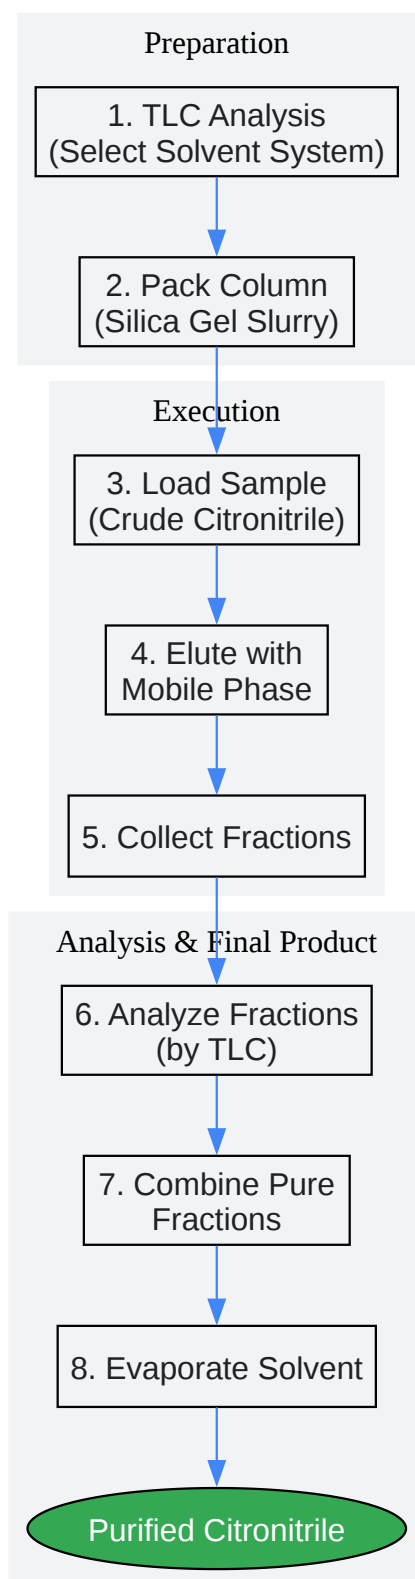 Preparation
1. TLC Analysis
(Select Solvent System)
2. Pack Column
(Silica Gel Slurry)
Execution
3. Load Sample
(Crude Citronitrile)
4. Elute with
Mobile Phase
5. Collect Fractions
Analysis & Final Product
6. Analyze Fractions
(by TLC)
7. Combine Pure
Fractions
8. Evaporate Solvent
Purified Citronitrile